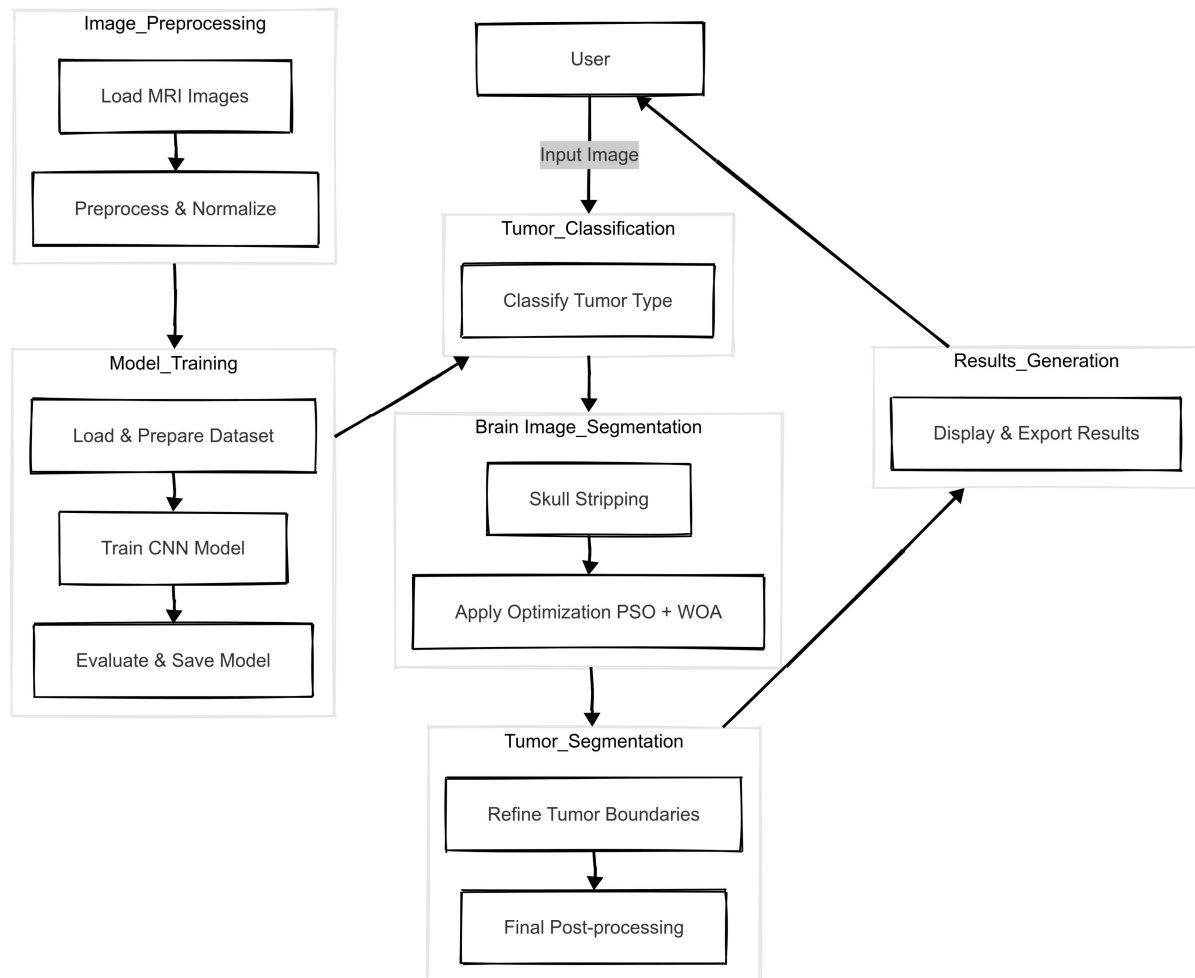 Image_Preprocessing
Load MRI Images
Preprocess & Normalize
Model_Training
Load & Prepare Dataset
Train CNN Model
Evaluate & Save Model
User
Input Image
Tumor_Classification
Classify Tumor Type
Brain Image_Segmentation
Skull Stripping
Apply Optimization PSO + WOA
Tumor_Segmentation
Refine Tumor Boundaries
Final Post-processing
Results_Generation
Display & Export Results